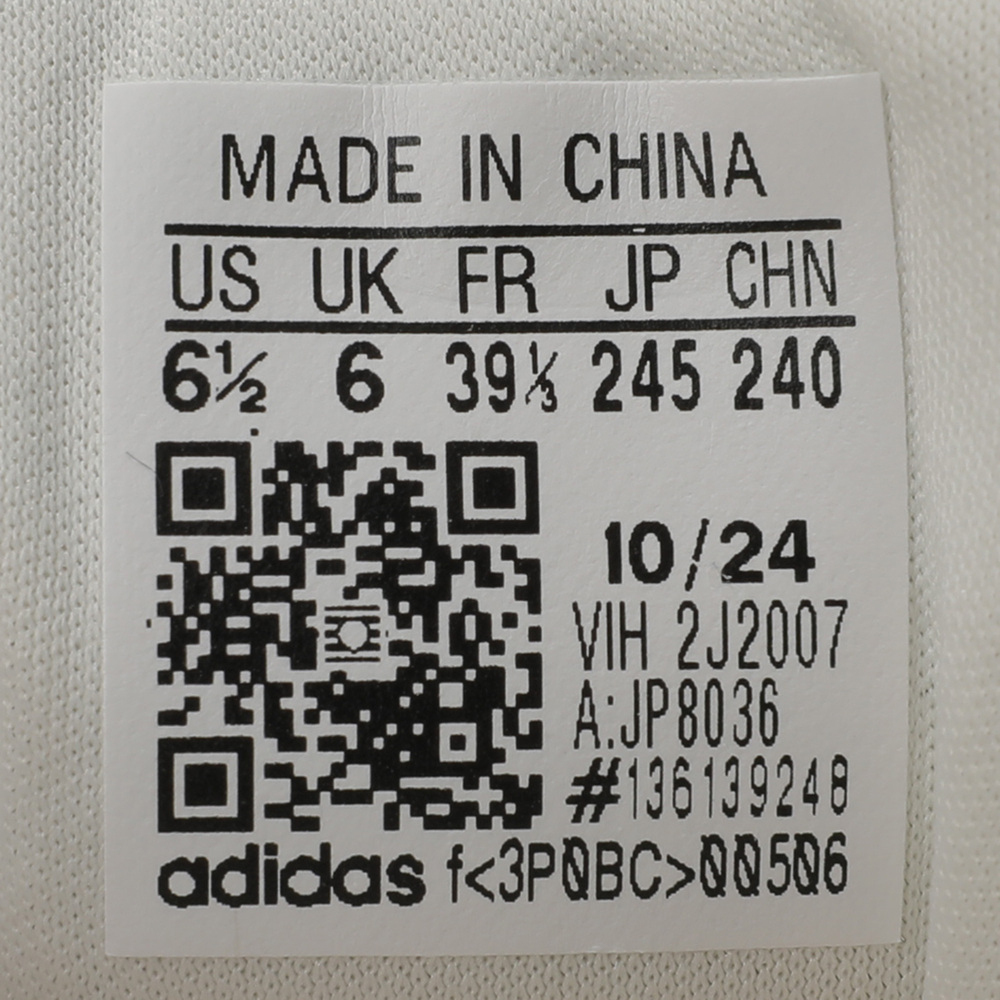 MADE IN CHINA
US UK FR JP CHN
6½ 6 39⅓ 245 240
10/24
VIH 2J2007
A:JP8036
#136139248
adidas f<3P0BC>00506